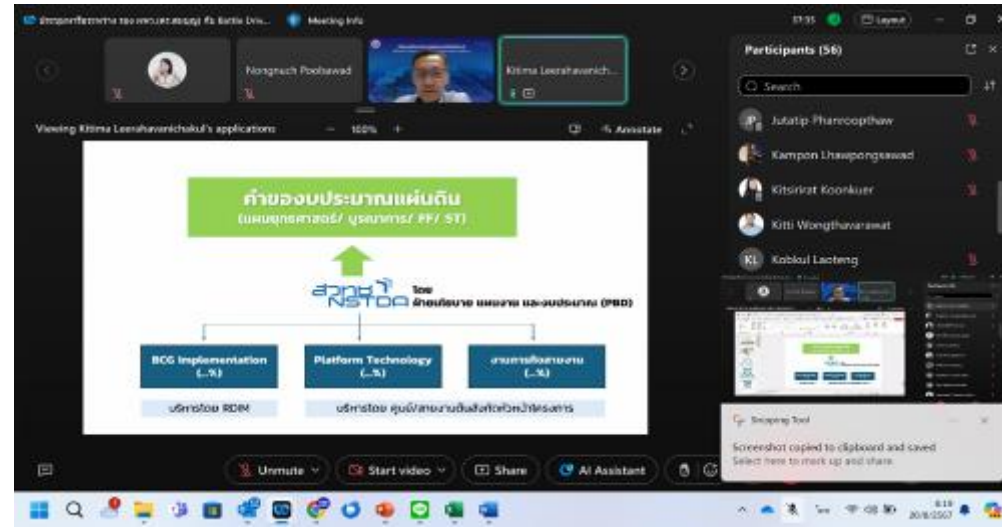 Meeting Info
17:35
Layout
Nongnuch Poolsawad
Kitima Leerahavanich...
Participants (56)
Search
Viewing Kitima Leerahavanichakul's applications
100%
Annotate
Jutatip Phanroopthaw
Kampon Lhawpongsawad
Kitsirirat Koonkuer
Kitti Wongthavarawat
KL Kobkul Laoteng
คำของบประมาณแผ่นดิน
(แผนยุทธศาสตร์/ บูรณาการ/ FF/ ST)
สวทช
NSTDA
โดย
ฝ่ายนโยบาย แผนงาน และงบประมาณ (PBD)
BCG Implementation
(...%)
Platform Technology
(...%)
งานภารกิจสายงาน
(...%)
บริหารโดย RDIM
บริหารโดย ศูนย์/สายงานต้นสังกัดหัวหน้าโครงการ
Snipping Tool
Screenshot copied to clipboard and saved
Select here to mark up and share
Unmute
Start video
Share
AI Assistant
20/8/2567